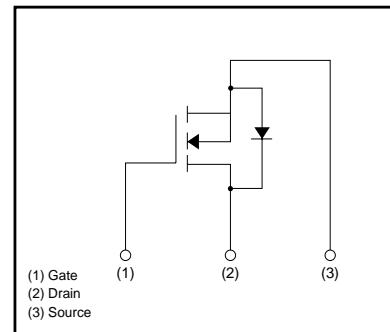 (1) (2) (3)
(1) Gate
(2) Drain
(3) Source